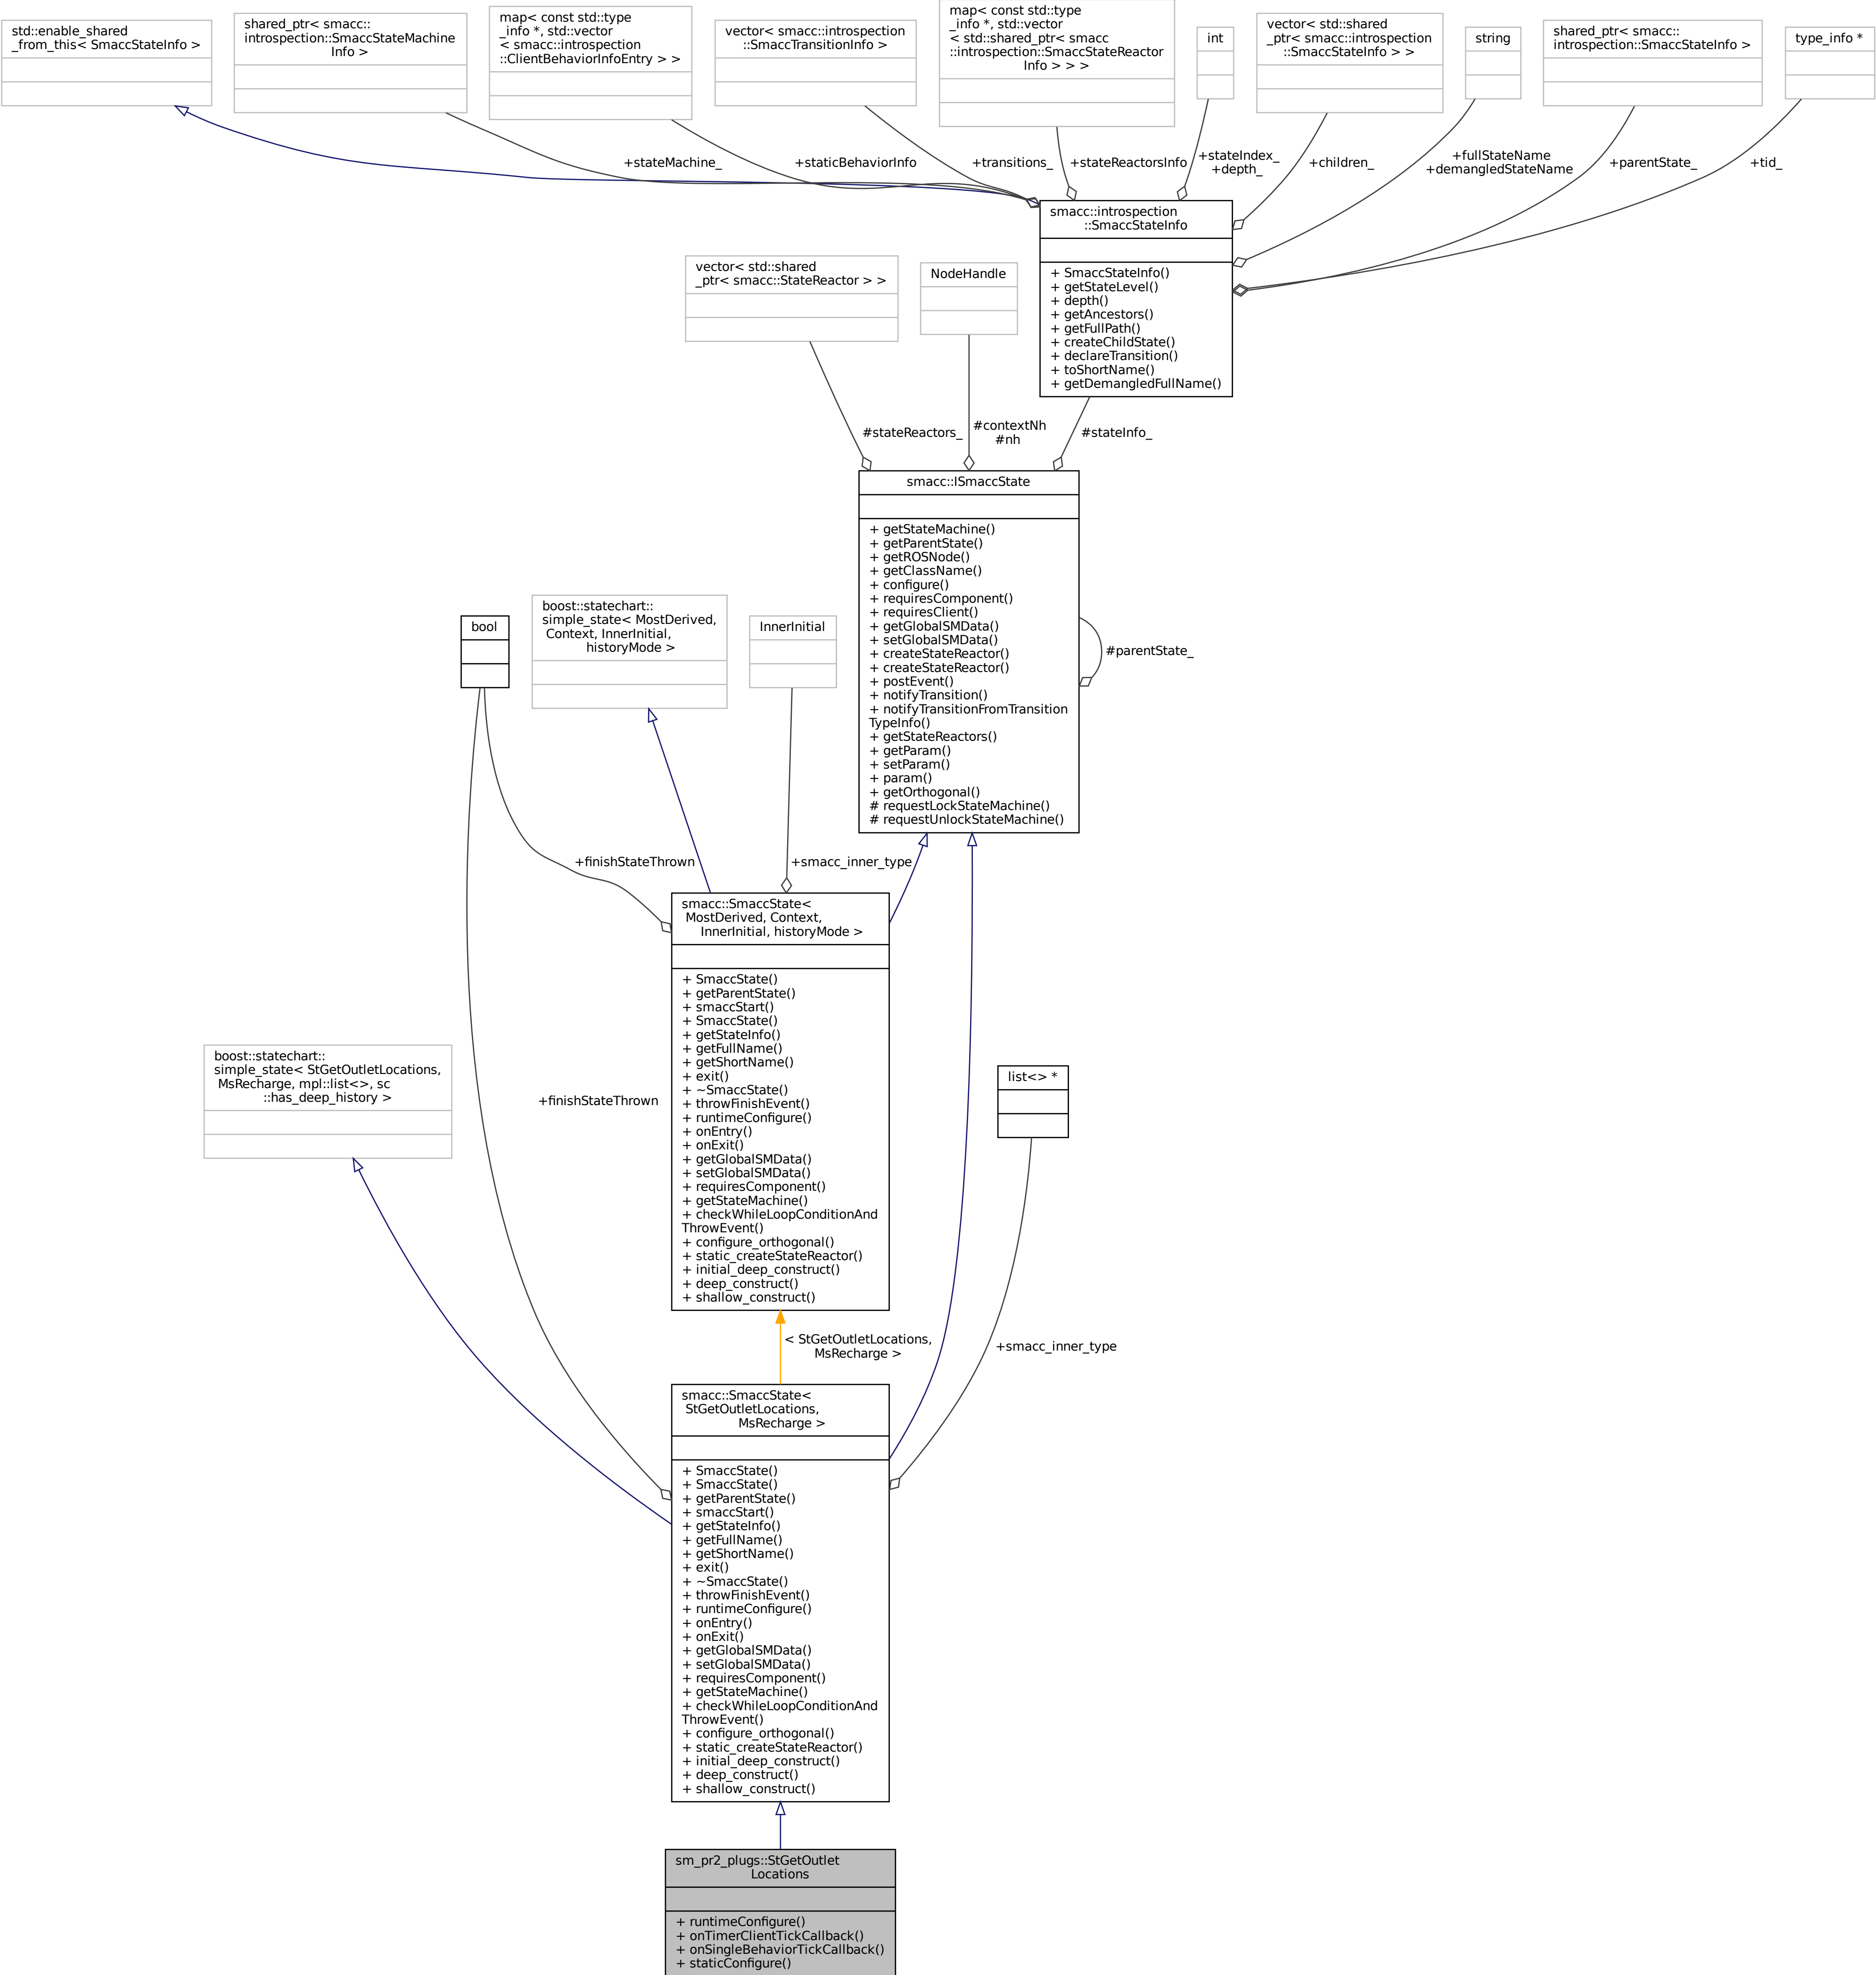 std::enable_shared
_from_this< SmaccStateInfo >
shared_ptr< smacc::
introspection::SmaccStateMachine
Info >
map< const std::type
_info *, std::vector
< smacc::introspection
::ClientBehaviorInfoEntry > >
vector< smacc::introspection
::SmaccTransitionInfo >
map< const std::type
_info *, std::vector
< std::shared_ptr< smacc
::introspection::SmaccStateReactor
Info > > >
int
vector< std::shared
_ptr< smacc::introspection
::SmaccStateInfo > >
string
shared_ptr< smacc::
introspection::SmaccStateInfo >
type_info *
+stateMachine_
+staticBehaviorInfo
+transitions_
+stateReactorsInfo
+stateIndex_
+depth_
+children_
+fullStateName
+demangledStateName
+parentState_
+tid_
smacc::introspection
::SmaccStateInfo
+ SmaccStateInfo()
+ getStateLevel()
+ depth()
+ getAncestors()
+ getFullPath()
+ createChildState()
+ declareTransition()
+ toShortName()
+ getDemangledFullName()
vector< std::shared
_ptr< smacc::StateReactor > >
NodeHandle
#stateReactors_
#contextNh
#nh
#stateInfo_
smacc::ISmaccState
+ getStateMachine()
+ getParentState()
+ getROSNode()
+ getClassName()
+ configure()
+ requiresComponent()
+ requiresClient()
+ getGlobalSMData()
+ setGlobalSMData()
+ createStateReactor()
+ createStateReactor()
+ postEvent()
+ notifyTransition()
+ notifyTransitionFromTransition
TypeInfo()
+ getStateReactors()
+ getParam()
+ setParam()
+ param()
+ getOrthogonal()
# requestLockStateMachine()
# requestUnlockStateMachine()
#parentState_
bool
boost::statechart::
simple_state< MostDerived,
Context, InnerInitial,
historyMode >
InnerInitial
+finishStateThrown
+smacc_inner_type
smacc::SmaccState<
MostDerived, Context,
InnerInitial, historyMode >
+ SmaccState()
+ getParentState()
+ smaccStart()
+ SmaccState()
+ getStateInfo()
+ getFullName()
+ getShortName()
+ exit()
+ ~SmaccState()
+ throwFinishEvent()
+ runtimeConfigure()
+ onEntry()
+ onExit()
+ getGlobalSMData()
+ setGlobalSMData()
+ requiresComponent()
+ getStateMachine()
+ checkWhileLoopConditionAnd
ThrowEvent()
+ configure_orthogonal()
+ static_createStateReactor()
+ initial_deep_construct()
+ deep_construct()
+ shallow_construct()
boost::statechart::
simple_state< StGetOutletLocations,
MsRecharge, mpl::list<>, sc
::has_deep_history >
+finishStateThrown
list<> *
< StGetOutletLocations,
MsRecharge >
+smacc_inner_type
smacc::SmaccState<
StGetOutletLocations,
MsRecharge >
+ SmaccState()
+ SmaccState()
+ getParentState()
+ smaccStart()
+ getStateInfo()
+ getFullName()
+ getShortName()
+ exit()
+ ~SmaccState()
+ throwFinishEvent()
+ runtimeConfigure()
+ onEntry()
+ onExit()
+ getGlobalSMData()
+ setGlobalSMData()
+ requiresComponent()
+ getStateMachine()
+ checkWhileLoopConditionAnd
ThrowEvent()
+ configure_orthogonal()
+ static_createStateReactor()
+ initial_deep_construct()
+ deep_construct()
+ shallow_construct()
sm_pr2_plugs::StGetOutlet
Locations
+ runtimeConfigure()
+ onTimerClientTickCallback()
+ onSingleBehaviorTickCallback()
+ staticConfigure()